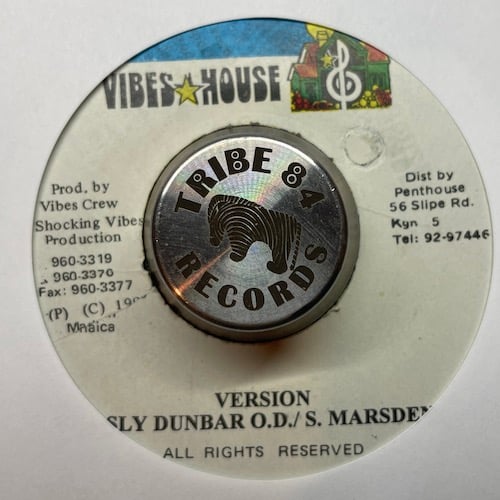 VIBES HOUSE
Prod. by
Vibes Crew
Shocking Vibes
Production
960-3319
960-3370
Fax: 960-3377
(P) (C)
Dist by
Penthouse
56 Slipe Rd.
Kgn 5
Tel: 92-97446
TRIBE 84
RECORDS
VERSION
SLY DUNBAR O.D./ S. MARSDEN
ALL RIGHTS RESERVED